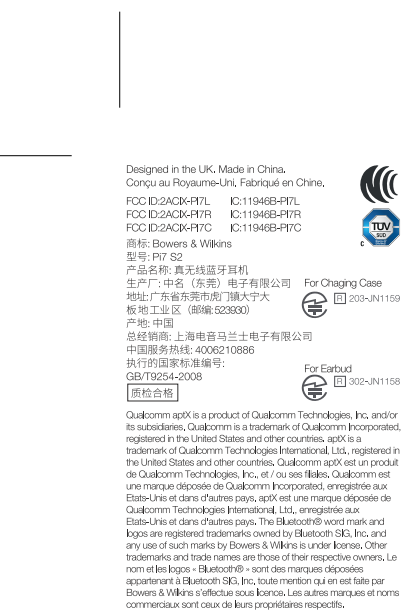 Designed in the UK. Made in China.
Conçu au Royaume-Uni, Fabriqué en Chine.
FCC ID:2ACIX-PI7L IC:11946B-PI7L
FCC ID:2ACIX-PI7R IC:11946B-PI7R
FCC ID:2ACIX-PI7C IC:11946B-PI7C
TÜV
SUD
c
商标: Bowers & Wilkins
型号: Pi7 S2
产品名称: 真无线蓝牙耳机
生产厂: 中名（东莞）电子有限公司
地址: 广东省东莞市虎门镇大宁大
板地工业区（邮编: 523930）
产地: 中国
总经销商: 上海电音马兰士电子有限公司
中国服务热线: 4006210886
执行的国家标准编号:
GB/T9254-2008
质检合格
For Chaging Case
R 203-JN1159
For Earbud
R 302-JN1158
Qualcomm aptX is a product of Qualcomm Technologies, Inc. and/or
its subsidiaries, Qualcomm is a trademark of Qualcomm Incorporated,
registered in the United States and other countries. aptX is a
trademark of Qualcomm Technologies International, Ltd., registered in
the United States and other countries. Qualcomm aptX est un produit
de Qualcomm Technologies, Inc., et / ou ses filiales. Qualcomm est
une marque déposée de Qualcomm Incorporated, enregistrée aux
Etats-Unis et dans d'autres pays, aptX est une marque déposée de
Qualcomm Technologies International, Ltd., enregistrée aux
Etats-Unis et dans d'autres pays. The Bluetooth® word mark and
logos are registered trademarks owned by Bluetooth SIG, Inc. and
any use of such marks by Bowers & Wilkins is under license. Other
trademarks and trade names are those of their respective owners. Le
nom et les logos « Bluetooth® » sont des marques déposées
appartenant à Bluetooth SIG, Inc, toute mention qui en est faite par
Bowers & Wilkins s'effectue sous licence. Les autres marques et noms
commerciaux sont ceux de leurs propriétaires respectifs.